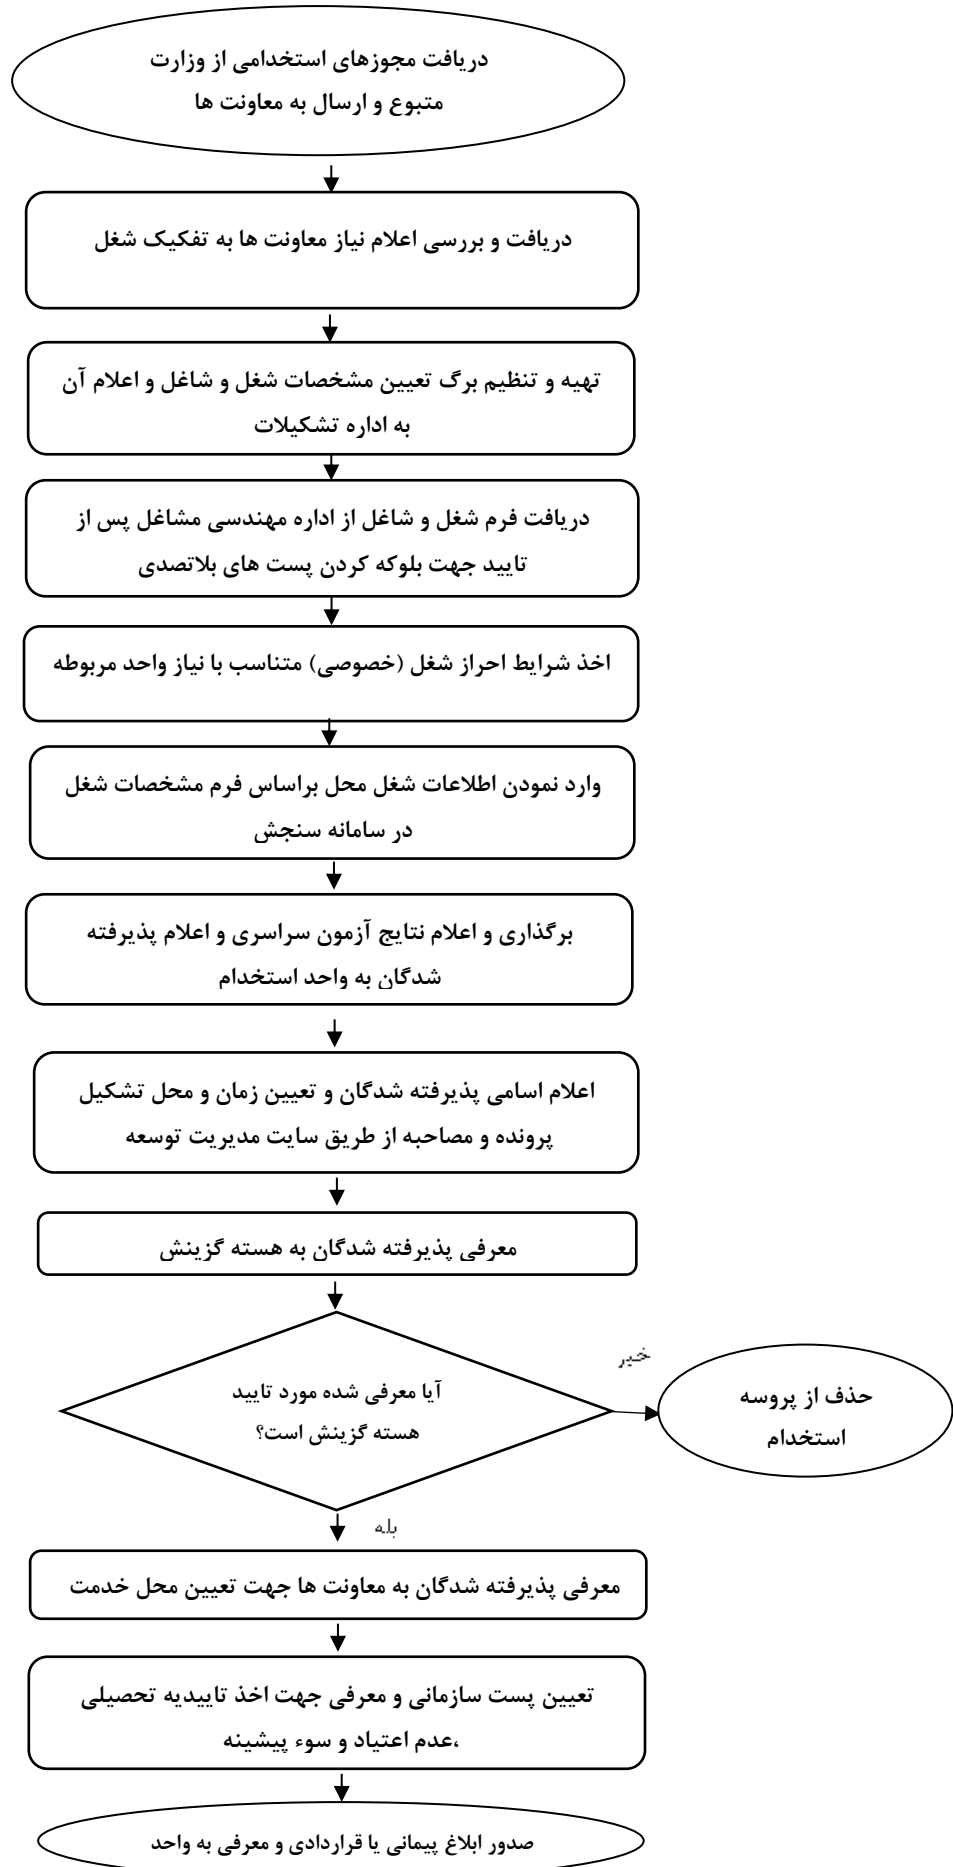 دریافت مجوزهای استخدامی از وزارت
متبوع و ارسال به معاونت ها
دریافت و بررسی اعلام نیاز معاونت ها به تفکیک شغل
تهیه و تنظیم برگ تعیین مشخصات شغل و شاغل و اعلام آن
به اداره تشکیلات
دریافت فرم شغل و شاغل از اداره مهندسی مشاغل پس از
تایید جهت بلوکه کردن پست های بلاتصدی
اخذ شرایط احراز شغل (خصوصی) متناسب با نیاز واحد مربوطه
وارد نمودن اطلاعات شغل محل براساس فرم مشخصات شغل
در سامانه سنجش
برگذاری و اعلام نتایج آزمون سراسری و اعلام پذیرفته
شدگان به واحد استخدام
اعلام اسامی پذیرفته شدگان و تعیین زمان و محل تشکیل
پرونده و مصاحبه از طریق سایت مدیریت توسعه
معرفی پذیرفته شدگان به هسته گزینش
آیا معرفی شده مورد تایید
هسته گزینش است؟
خیر
حذف از پروسه
استخدام
بله
معرفی پذیرفته شدگان به معاونت ها جهت تعیین محل خدمت
تعیین پست سازمانی و معرفی جهت اخذ تاییدیه تحصیلی
،عدم اعتیاد و سوء پیشینه
صدور ابلاغ پیمانی یا قراردادی و معرفی به واحد